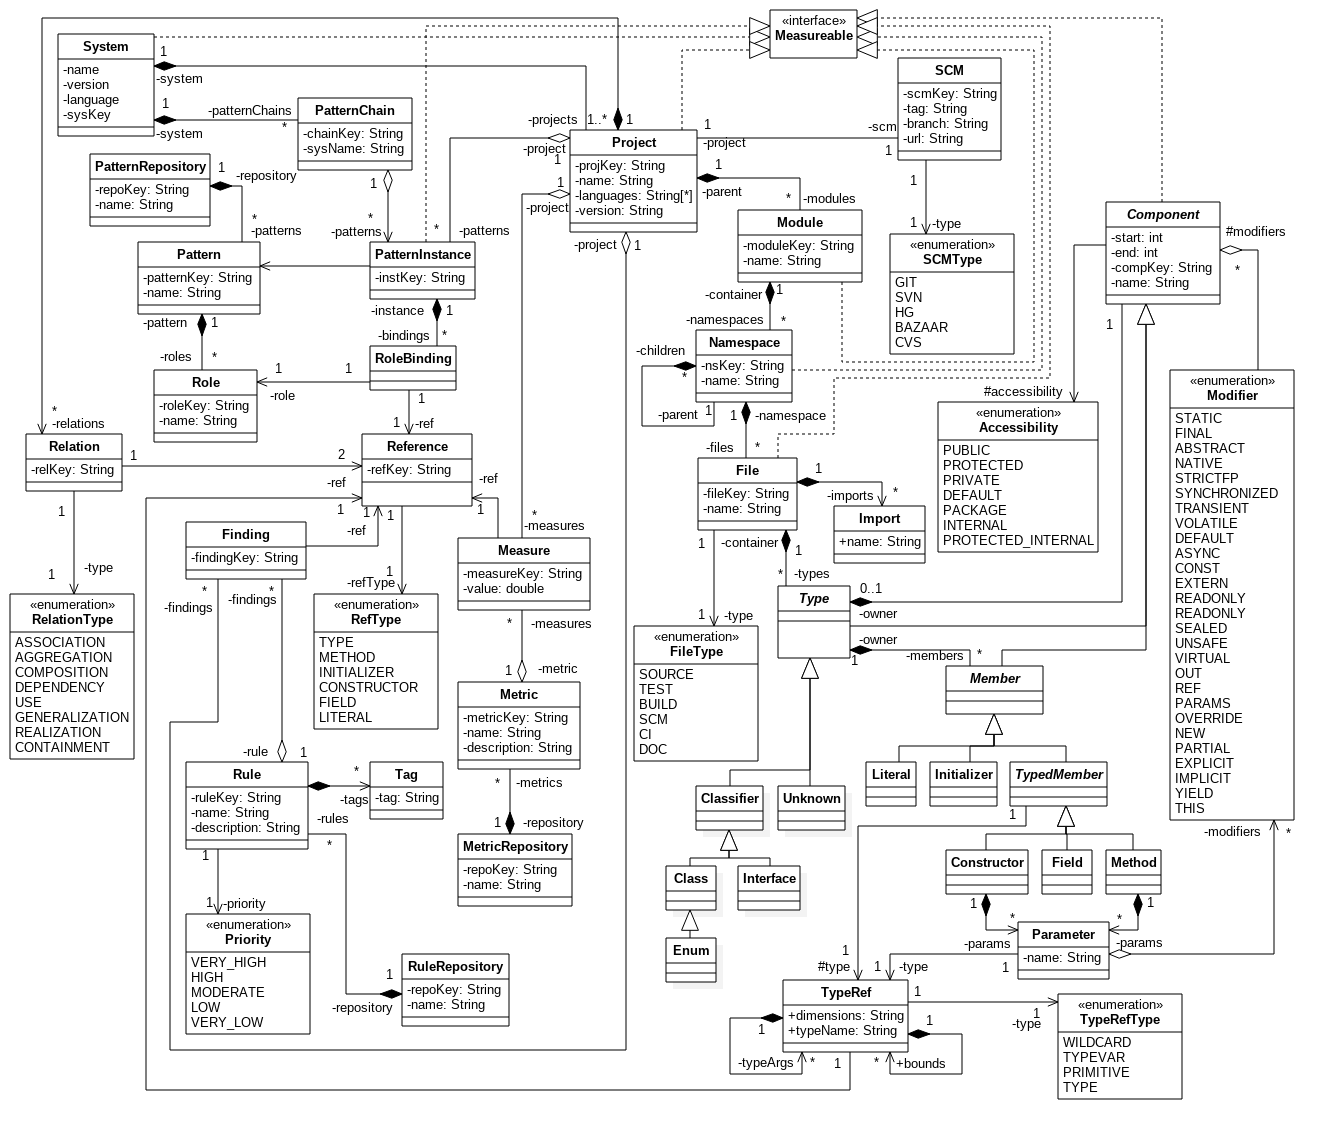 «interface»
Measureable
System
-name
-version
-language
-sysKey
1
-system
1
-system
-patternChains
*
PatternChain
-chainKey: String
-sysName: String
1
-projects
1..*
1
-project
1
1
-project
Project
-projKey: String
-name: String
-languages: String[*]
-version: String
1
-project
-scm
1
SCM
-scmKey: String
-tag: String
-branch: String
-url: String
1
1
-type
«enumeration»
SCMType
GIT
SVN
HG
BAZAAR
CVS
1
-parent
*
-modules
Module
-moduleKey: String
-name: String
-container
1
-namespaces
*
Namespace
-nsKey: String
-name: String
-children
*
-parent
1
1
-namespace
-files
*
File
-fileKey: String
-name: String
1
-imports
*
Import
+name: String
1
-container
1
*
-types
1
-type
«enumeration»
FileType
SOURCE
TEST
BUILD
SCM
CI
DOC
PatternRepository
-repoKey: String
-name: String
1
-repository
*
-patterns
Pattern
-patternKey: String
-name: String
-pattern
1
-roles
*
Role
-roleKey: String
-name: String
*
-patterns
*
-patterns
PatternInstance
-instKey: String
-instance
1
-bindings
*
RoleBinding
1
1
-role
1
1
-ref
-project
1
Component
-start: int
-end: int
-compKey: String
-name: String
#modifiers
*
1
#accessibility
«enumeration»
Accessibility
PUBLIC
PROTECTED
PRIVATE
DEFAULT
PACKAGE
INTERNAL
PROTECTED_INTERNAL
«enumeration»
Modifier
STATIC
FINAL
ABSTRACT
NATIVE
STRICTFP
SYNCHRONIZED
TRANSIENT
VOLATILE
DEFAULT
ASYNC
CONST
EXTERN
READONLY
READONLY
SEALED
UNSAFE
VIRTUAL
OUT
REF
PARAMS
OVERRIDE
NEW
PARTIAL
EXPLICIT
IMPLICIT
YIELD
THIS
-modifiers
*
*
-relations
Relation
-relKey: String
1
2
1
1
-type
«enumeration»
RelationType
ASSOCIATION
AGGREGATION
COMPOSITION
DEPENDENCY
USE
GENERALIZATION
REALIZATION
CONTAINMENT
Reference
-refKey: String
-ref
1
1
-ref
1
-ref
1
1
-refType
«enumeration»
RefType
TYPE
METHOD
INITIALIZER
CONSTRUCTOR
FIELD
LITERAL
Finding
-findingKey: String
*
-findings
*
-findings
*
-measures
Measure
-measureKey: String
-value: double
*
-measures
-metric
1
Metric
-metricKey: String
-name: String
-description: String
*
-metrics
1
-repository
MetricRepository
-repoKey: String
-name: String
-rule
1
Rule
-ruleKey: String
-name: String
-description: String
*
-tags
Tag
-tag: String
-rules
*
1
1
-priority
«enumeration»
Priority
VERY_HIGH
HIGH
MODERATE
LOW
VERY_LOW
1
-repository
RuleRepository
-repoKey: String
-name: String
Type
0..1
-owner
-owner
1
-members
*
Member
Literal
Initializer
TypedMember
1
Classifier
Unknown
Class
Interface
Enum
Constructor
Field
Method
1
*
-params
1
*
-params
Parameter
-name: String
1
1
#type
1
-type
TypeRef
+dimensions: String
+typeName: String
1
-typeArgs
*
1
1
+bounds
*
1
1
-type
«enumeration»
TypeRefType
WILDCARD
TYPEVAR
PRIMITIVE
TYPE